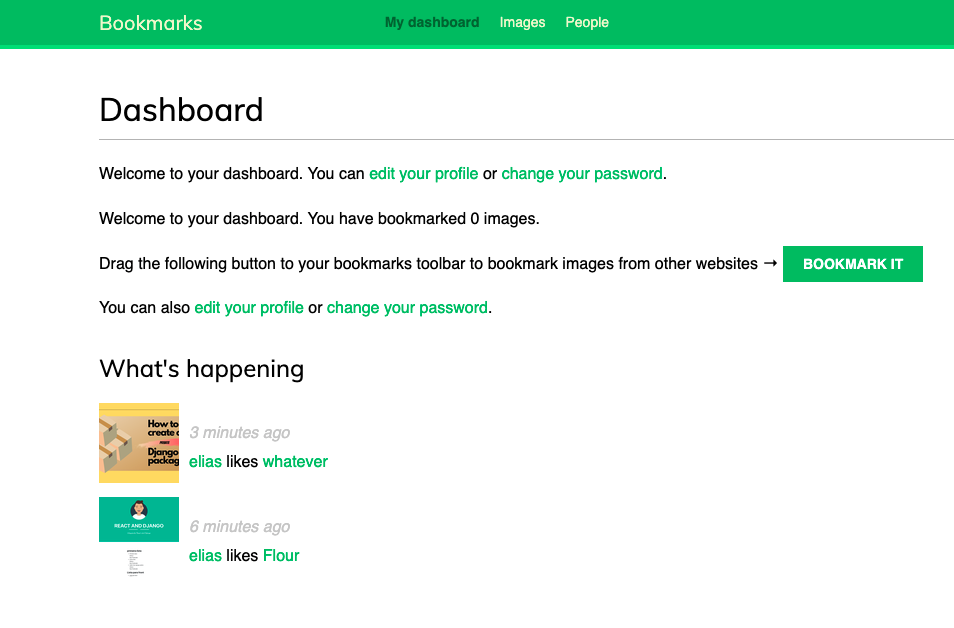 Bookmarks
My dashboard Images People
Dashboard
Welcome to your dashboard. You can edit your profile or change your password.
Welcome to your dashboard. You have bookmarked 0 images.
Drag the following button to your bookmarks toolbar to bookmark images from other websites → BOOKMARK IT
You can also edit your profile or change your password.
What's happening
How to
create
Django
packag
3 minutes ago
elias likes whatever
REACT AND DJANGO
6 minutes ago
elias likes Flour